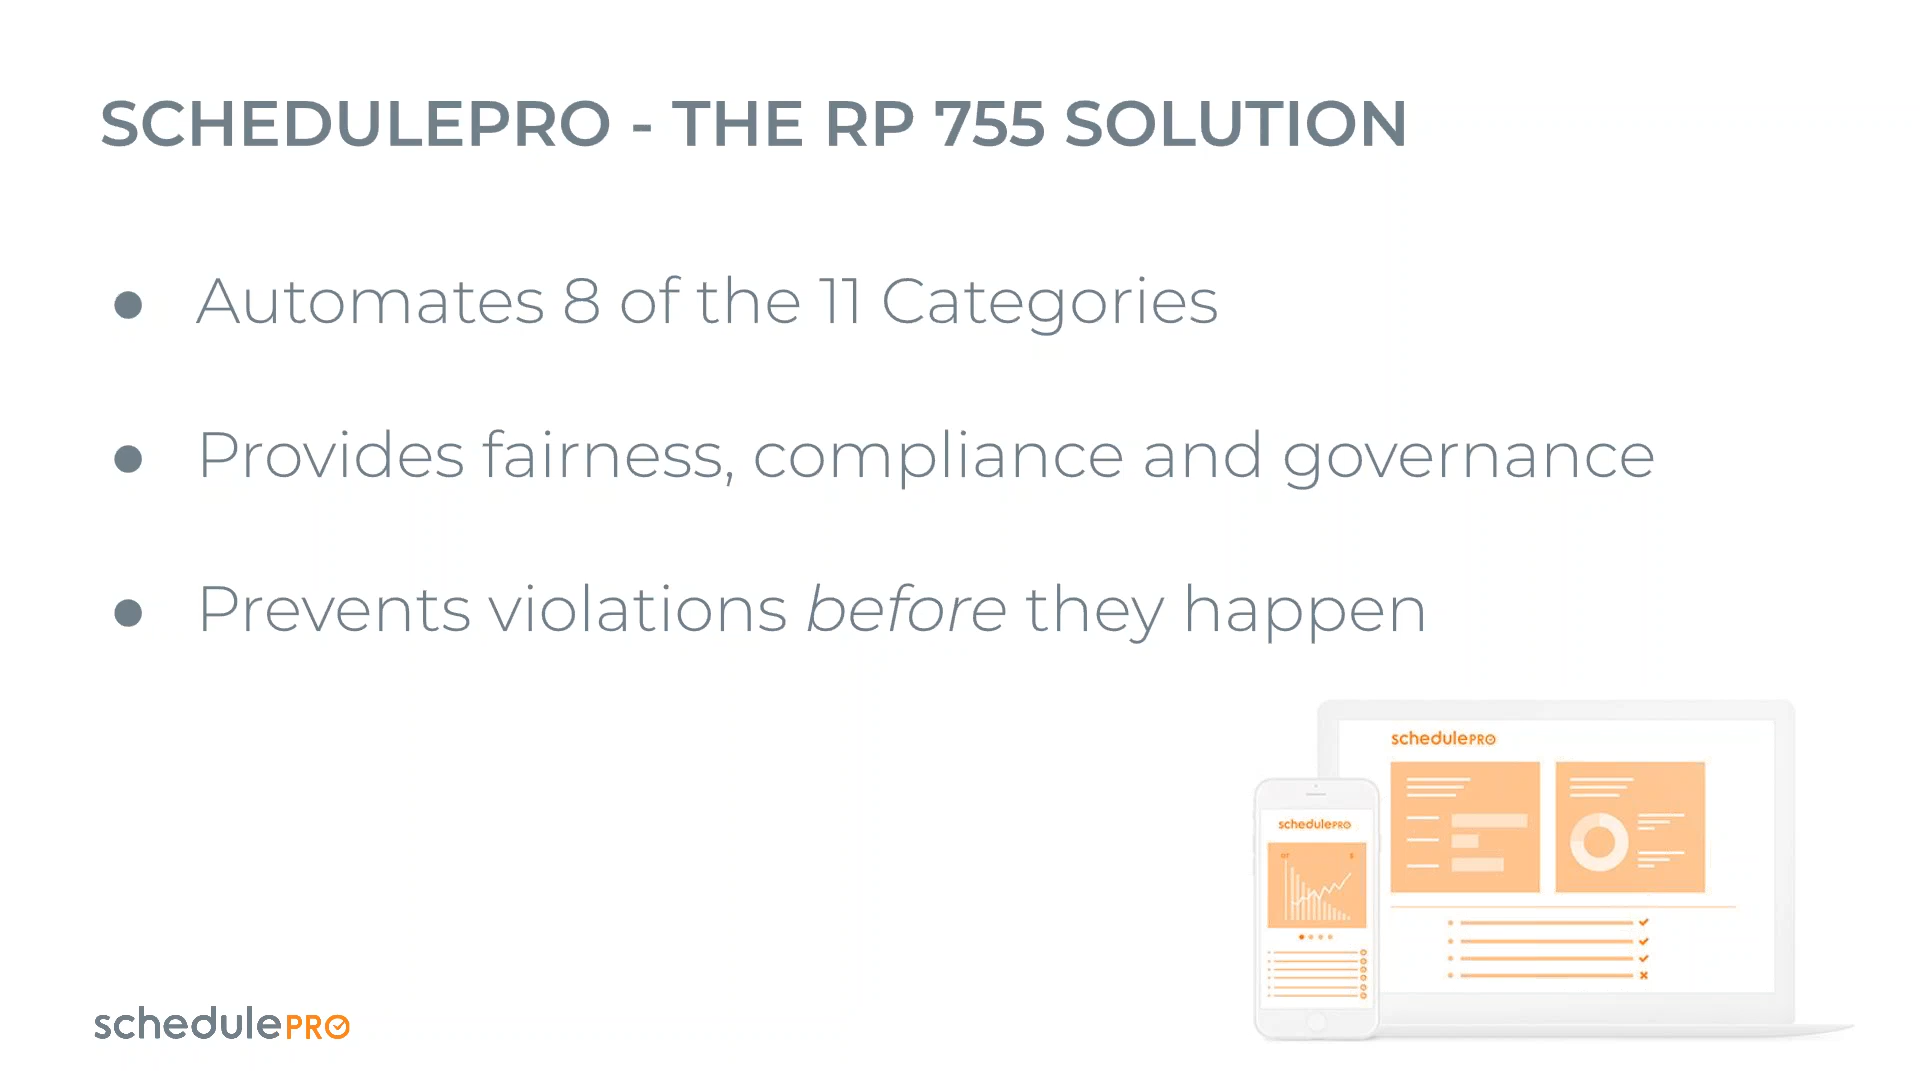 SCHEDULEPRO - THE RP 755 SOLUTION
● Automates 8 of the 11 Categories
● Provides fairness, compliance and governance
● Prevents violations before they happen
schedulePRO
schedulePRO
OT $
schedulePRO